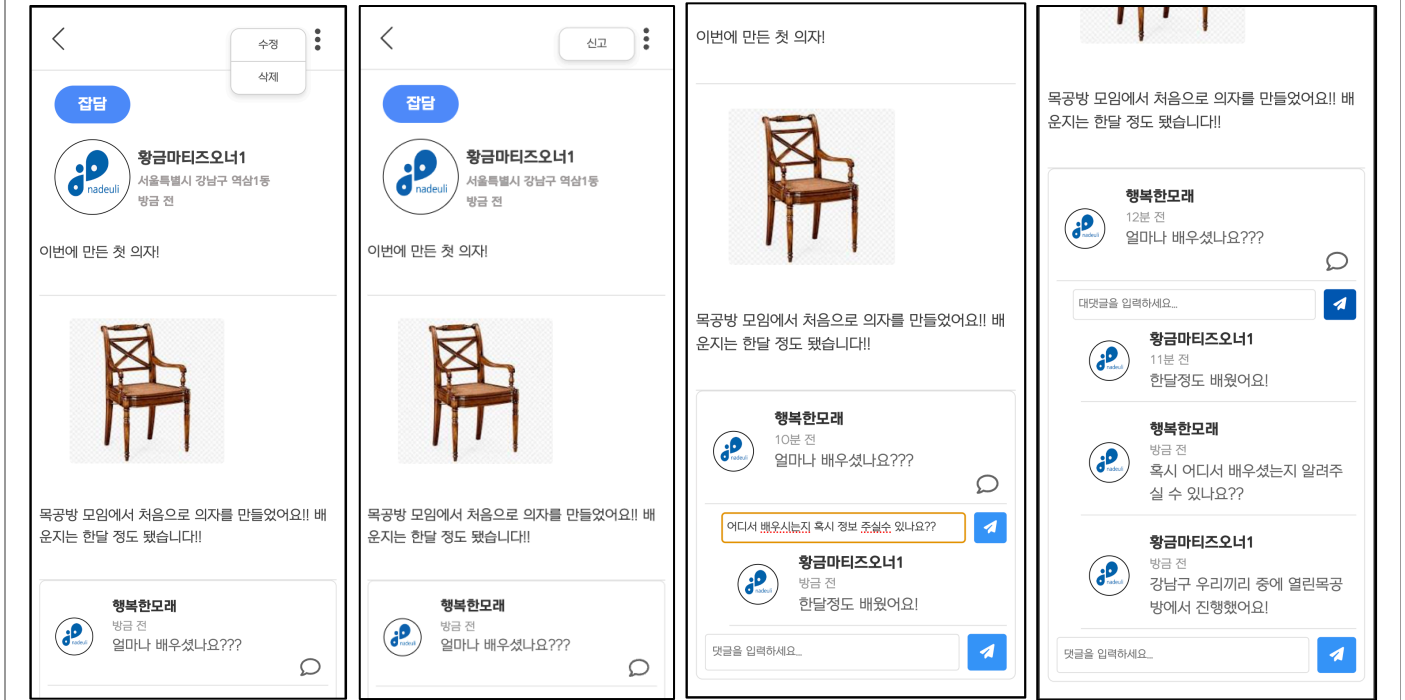 수정
삭제
잡담
nadeuli
황금마티즈오너1
서울특별시 강남구 역삼1동
방금 전
이번에 만든 첫 의자!
목공방 모임에서 처음으로 의자를 만들었어요!! 배
운지는 한달 정도 됐습니다!!
행복한모래
nadeuli
방금 전
얼마나 배우셨나요???
신고
잡담
nadeuli
황금마티즈오너1
서울특별시 강남구 역삼1동
방금 전
이번에 만든 첫 의자!
목공방 모임에서 처음으로 의자를 만들었어요!! 배
운지는 한달 정도 됐습니다!!
행복한모래
nadeuli
방금 전
얼마나 배우셨나요???
이번에 만든 첫 의자!
목공방 모임에서 처음으로 의자를 만들었어요!! 배
운지는 한달 정도 됐습니다!!
행복한모래
nadeuli
10분 전
얼마나 배우셨나요???
어디서 배우시는지 혹시 정보 주실수 있나요??
황금마티즈오너1
nadeuli
방금 전
한달정도 배웠어요!
댓글을 입력하세요...
목공방 모임에서 처음으로 의자를 만들었어요!! 배
운지는 한달 정도 됐습니다!!
행복한모래
nadeuli
12분 전
얼마나 배우셨나요???
대댓글을 입력하세요...
황금마티즈오너1
nadeuli
11분 전
한달정도 배웠어요!
행복한모래
nadeuli
방금 전
혹시 어디서 배우셨는지 알려주
실 수 있나요??
황금마티즈오너1
nadeuli
방금 전
강남구 우리끼리 중에 열린목공
방에서 진행했어요!
댓글을 입력하세요...